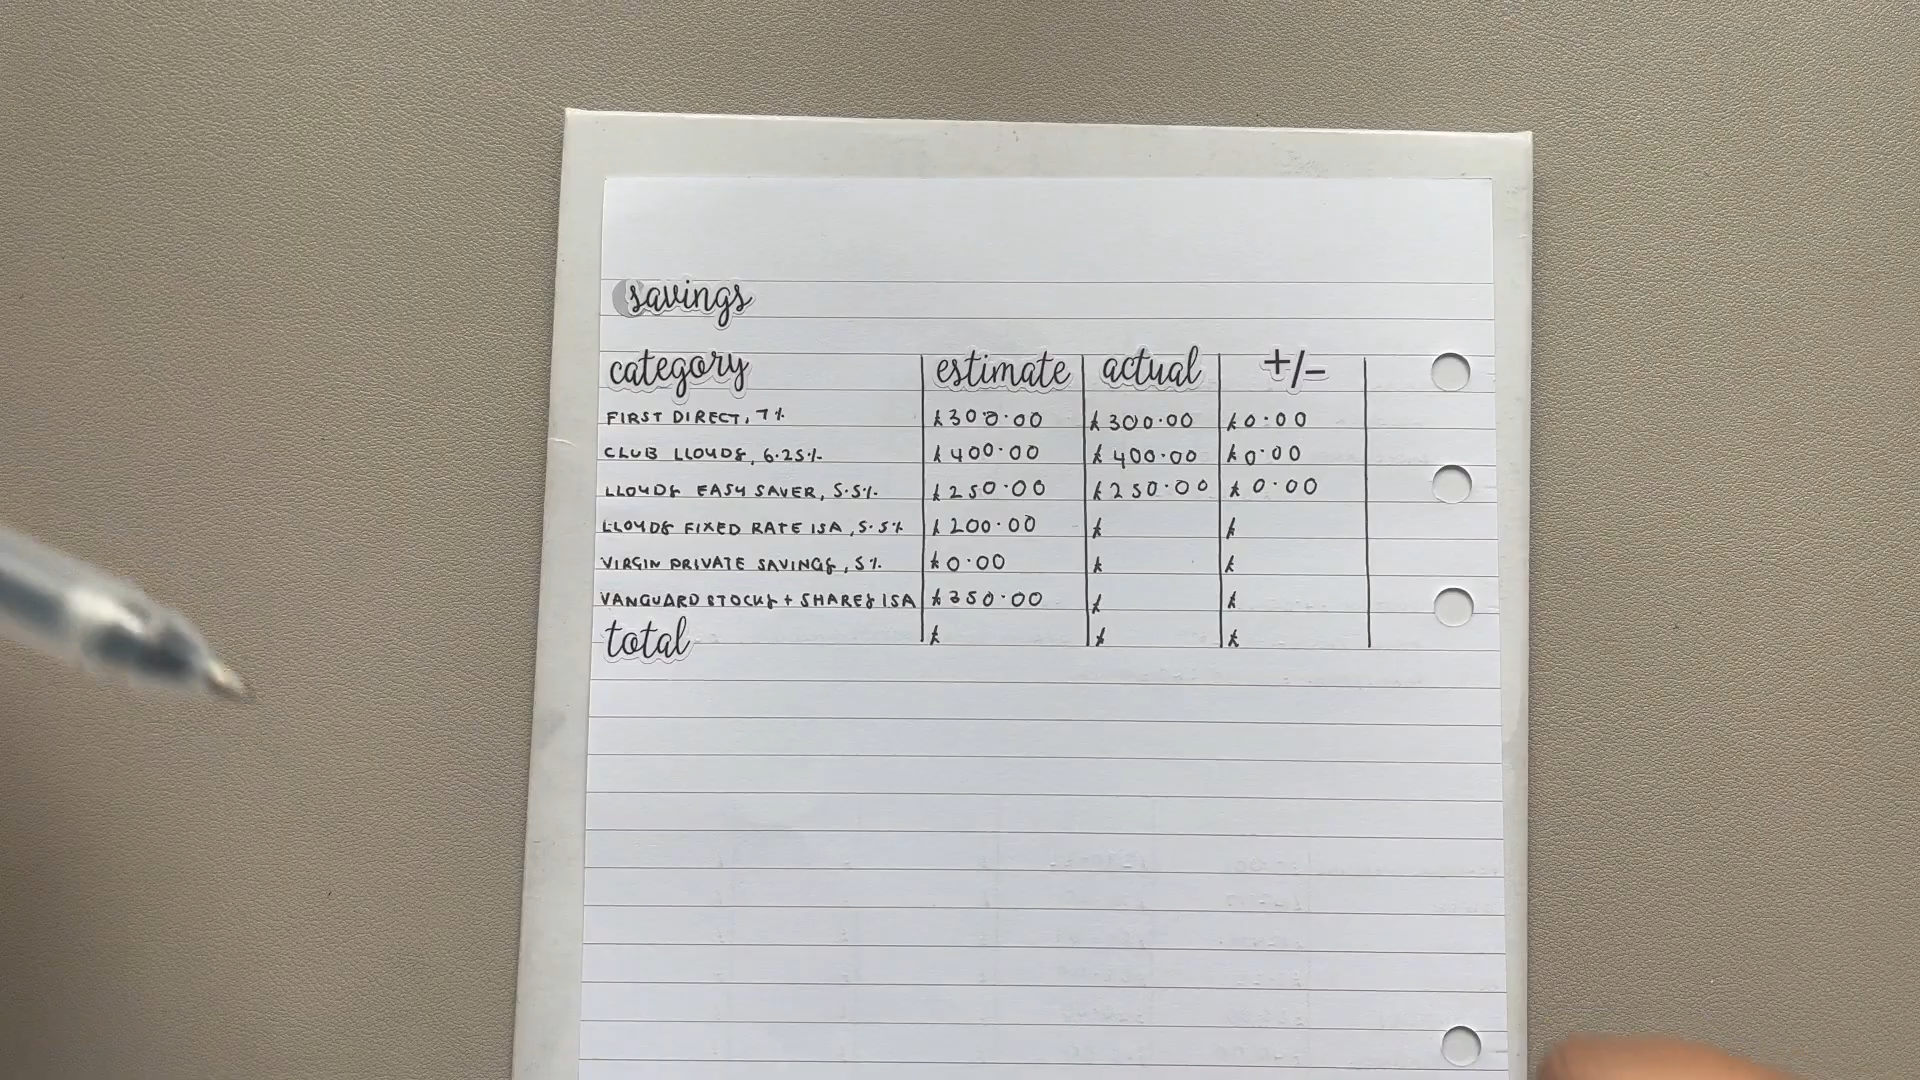 savings
category estimate actual +/-
FIRST DIRECT, 7% £300.00 £300.00 £0.00
CLUB LLOYDS, 6.25% £400.00 £400.00 £0.00
LLOYDS EASY SAVER, 5.5% £250.00 £250.00 £0.00
LLOYDS FIXED RATE ISA, 5.5% £200.00 £ £
VIRGIN PRIVATE SAVINGS, 5% £0.00 £ £
VANGUARD STOCKS + SHARES ISA £350.00 £ £
total £ £ £